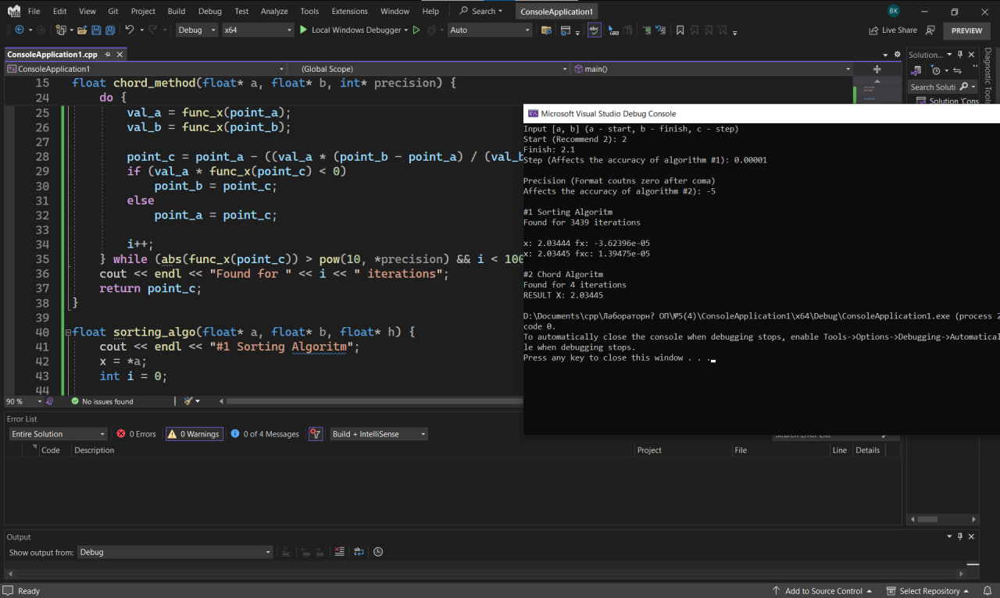 File Edit View Git Project Build Debug Test Analyze Tools Extensions Window Help Search ConsoleApplication1 BK
Debug x64 Local Windows Debugger Auto Live Share PREVIEW
ConsoleApplication1.cpp
ConsoleApplication1 (Global Scope) main()
15 float chord_method(float* a, float* b, int* precision) {
24 do {
25 val_a = func_x(point_a);
26 val_b = func_x(point_b);
27
28 point_c = point_a - ((val_a * (point_b - point_a) / (val_b
29 if (val_a * func_x(point_c) < 0)
30 point_b = point_c;
31 else
32 point_a = point_c;
33
34 i++;
35 } while (abs(func_x(point_c)) > pow(10, *precision) && i < 100
36 cout << endl << "Found for " << i << " iterations";
37 return point_c;
38 }
39
40 float sorting_algo(float* a, float* b, float* h) {
41 cout << endl << "#1 Sorting Algoritm";
42 x = *a;
43 int i = 0;
44
90 % No issues found
Microsoft Visual Studio Debug Console
Input [a, b] (a - start, b - finish, c - step)
Start (Recommend 2): 2
Finish: 2.1
Step (Affects the accuracy of algorithm #1): 0.00001
Precision (Format coutns zero after coma)
Affects the accuracy of algorithm #2): -5
#1 Sorting Algoritm
Found for 3439 iterations
x: 2.03444 fx: -3.62396e-05
x: 2.03445 fxc: 1.39475e-05
#2 Chord Algoritm
Found for 4 iterations
RESULT X: 2.03445
D:\Documents\cpp\Лабораторн? ОП\№5(4)\ConsoleApplication1\x64\Debug\ConsoleApplication1.exe (process 2
code 0.
To automatically close the console when debugging stops, enable Tools->Options->Debugging->Automatical
le when debugging stops.
Press any key to close this window . . .
Solution...
Search Soluti
Solution 'Cons
Diagnostic Tools
Error List
Entire Solution 0 Errors 0 Warnings 0 of 4 Messages Build + IntelliSense
Search Error List
Code Description Project File Line Details
Output
Show output from: Debug
Ready Add to Source Control Select Repository